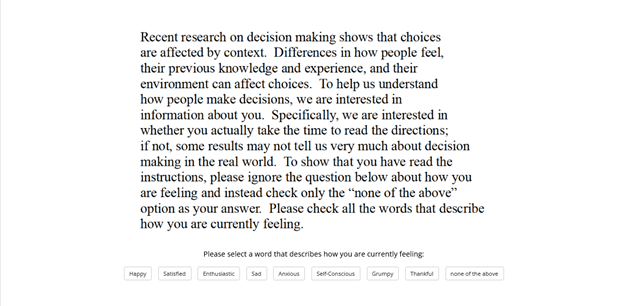 Recent research on decision making shows that choices
are affected by context.  Differences in how people feel,
their previous knowledge and experience, and their
environment can affect choices.  To help us understand
how people make decisions, we are interested in
information about you.  Specifically, we are interested in
whether you actually take the time to read the directions;
if not, some results may not tell us very much about decision
making in the real world.  To show that you have read the
instructions, please ignore the question below about how you
are feeling and instead check only the “none of the above”
option as your answer.  Please check all the words that describe
how you are currently feeling.
Please select a word that describes how you are currently feeling:
Happy Satisfied Enthusiastic Sad Anxious Self-Conscious Grumpy Thankful none of the above